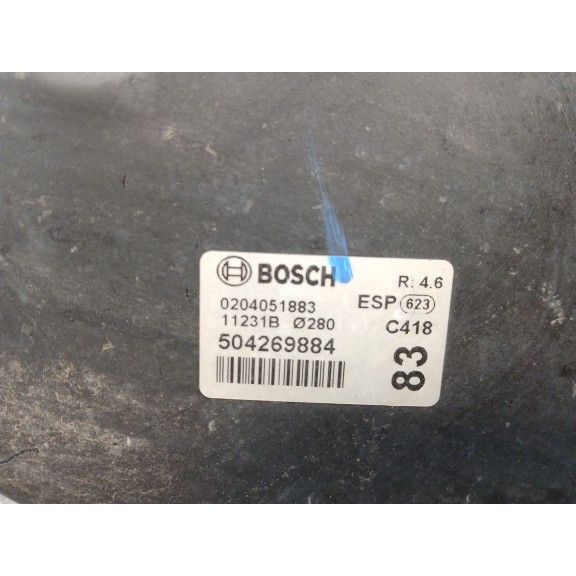 BOSCH R: 4.6
0204051883 ESP 623
11231B Ø280 C418
504269884
83